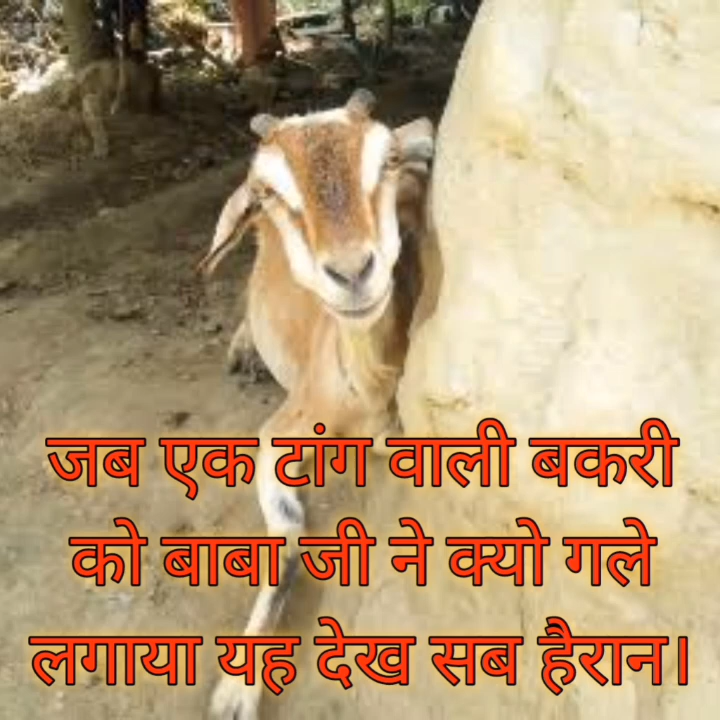 जब एक टांग वाली बकरी
को बाबा जी ने क्यो गले
लगाया यह देख सब हैरान।